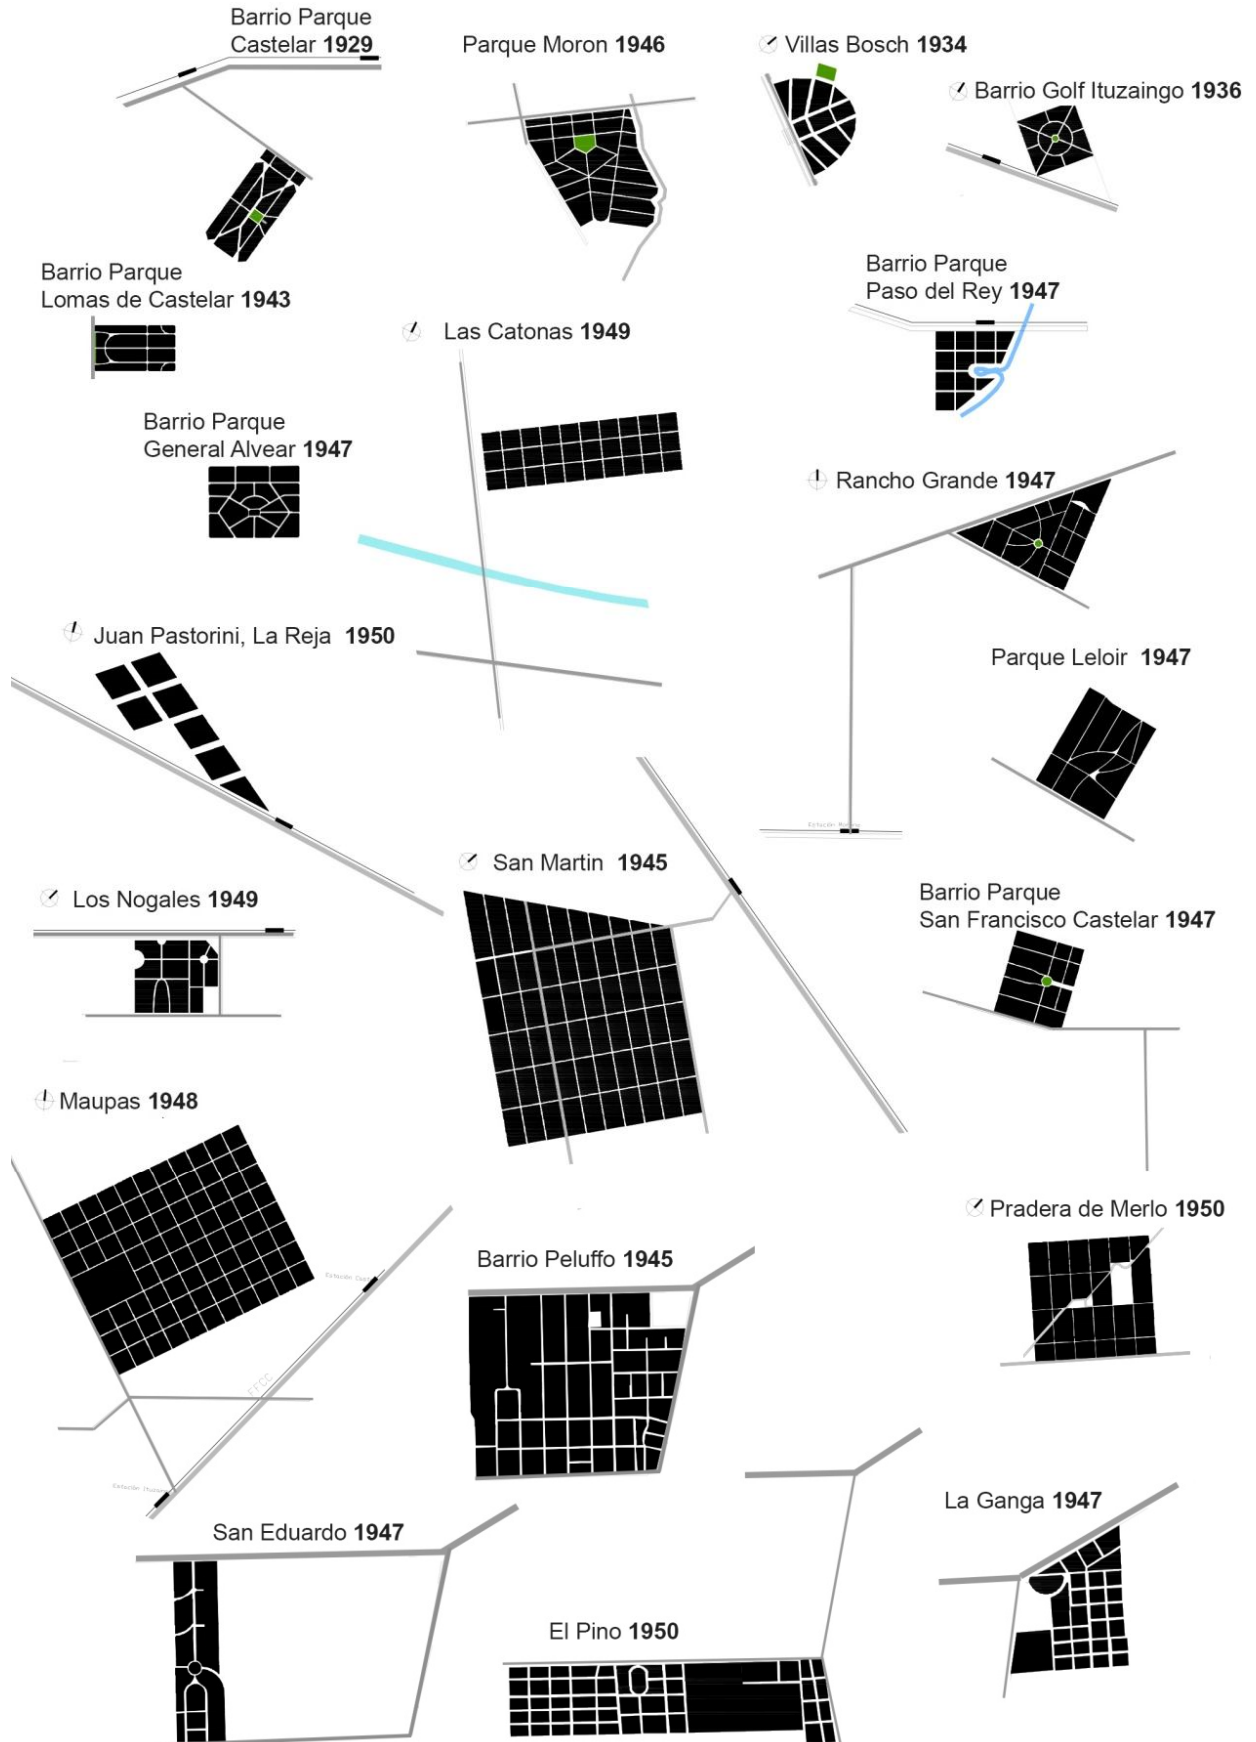 Barrio Parque
Castelar 1929
Parque Moron 1946
Villas Bosch 1934
Barrio Golf Ituzaingo 1936
Barrio Parque
Lomas de Castelar 1943
Barrio Parque
Paso del Rey 1947
Las Catonas 1949
Barrio Parque
General Alvear 1947
Rancho Grande 1947
Juan Pastorini, La Reja 1950
Parque Leloir 1947
San Martin 1945
Los Nogales 1949
Barrio Parque
San Francisco Castelar 1947
Maupas 1948
Pradera de Merlo 1950
Barrio Peluffo 1945
FFCC
La Ganga 1947
San Eduardo 1947
El Pino 1950